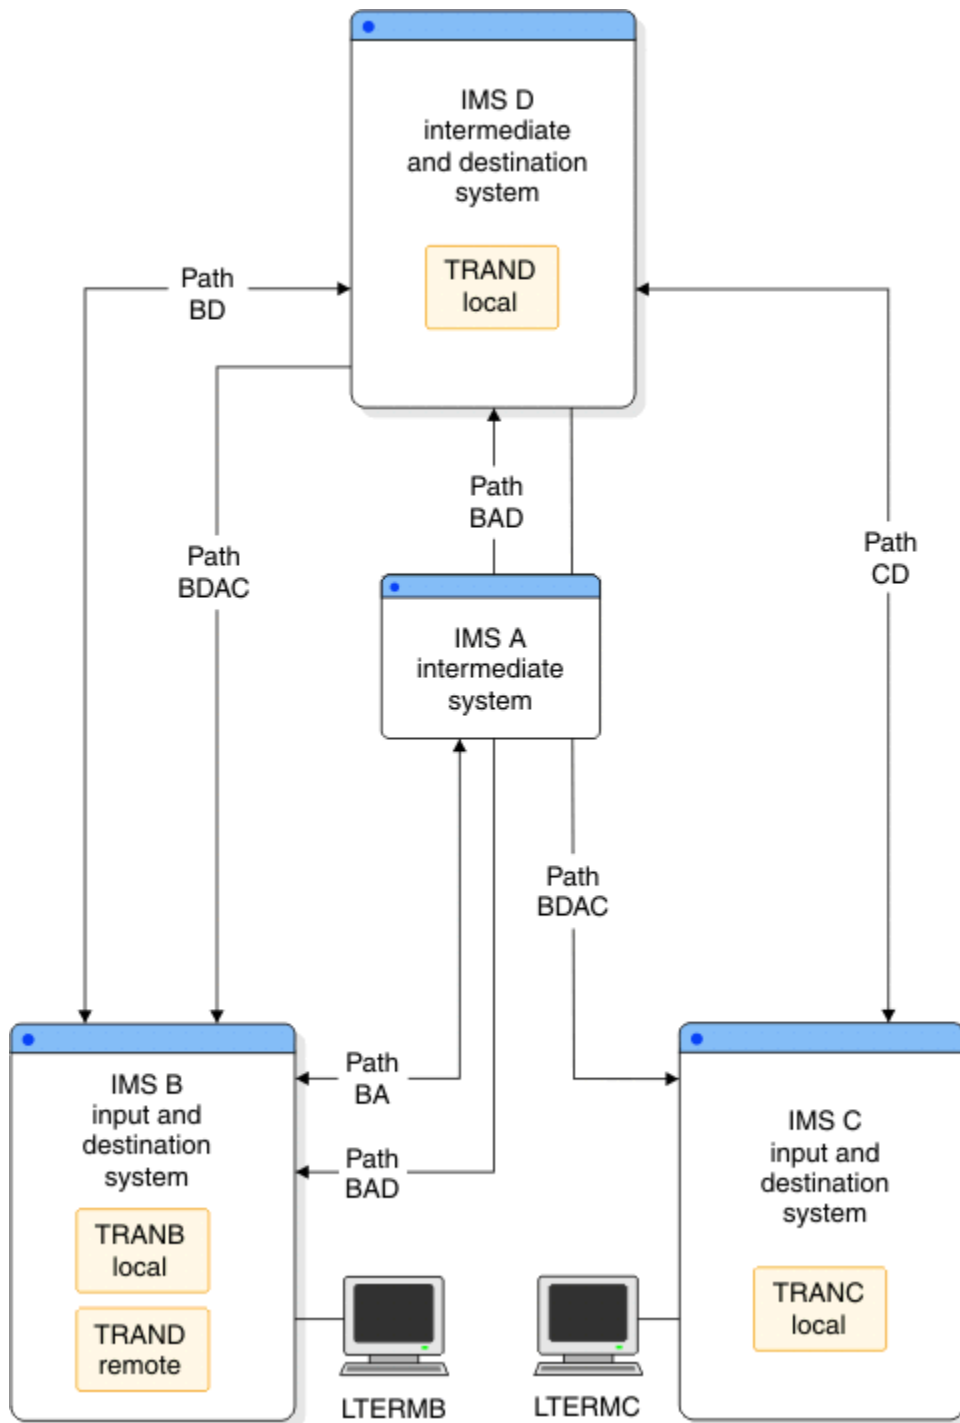 IMS D
intermediate
and destination
system
TRAND
local
Path
BD
Path
BAD
Path
BDAC
Path
CD
IMS A
intermediate
system
Path
BDAC
Path
BA
Path
BAD
IMS B
input and
destination
system
TRANB
local
TRAND
remote
LTERMB
IMS C
input and
destination
system
TRANC
local
LTERMC